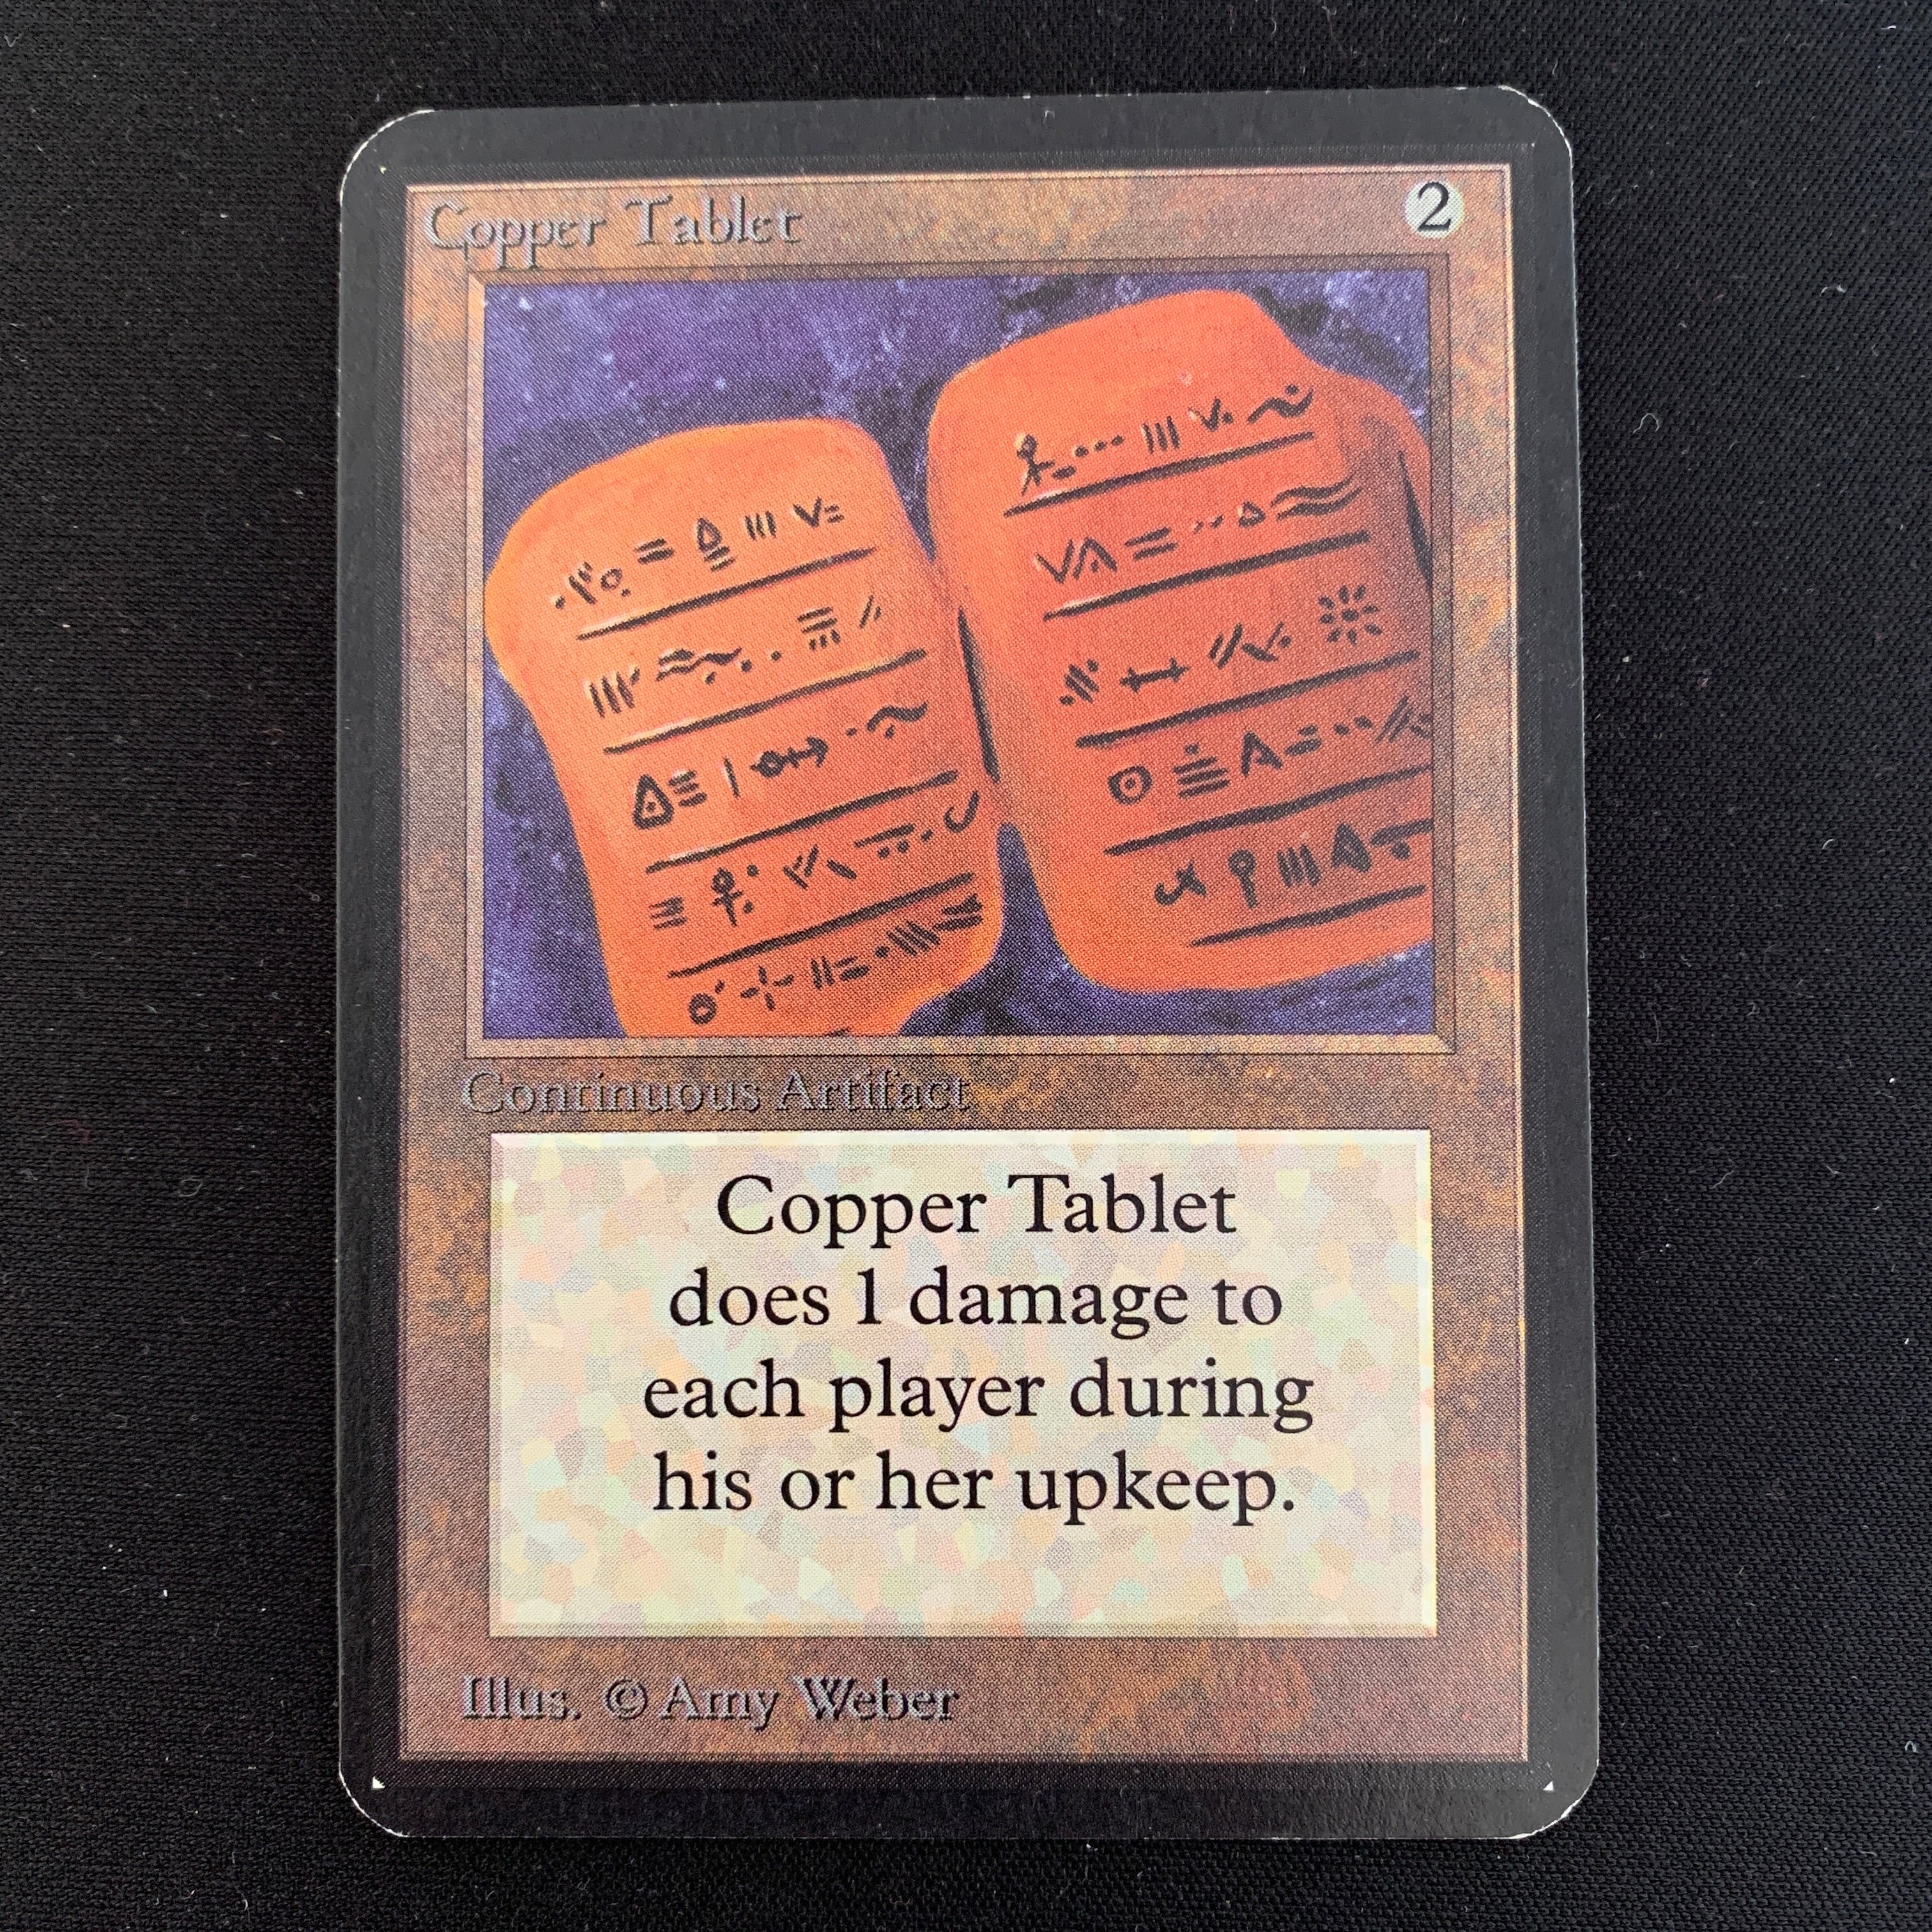 Copper Tablet 2
Continuous Artifact
Copper Tablet
does 1 damage to
each player during
his or her upkeep.
Illus. © Amy Weber